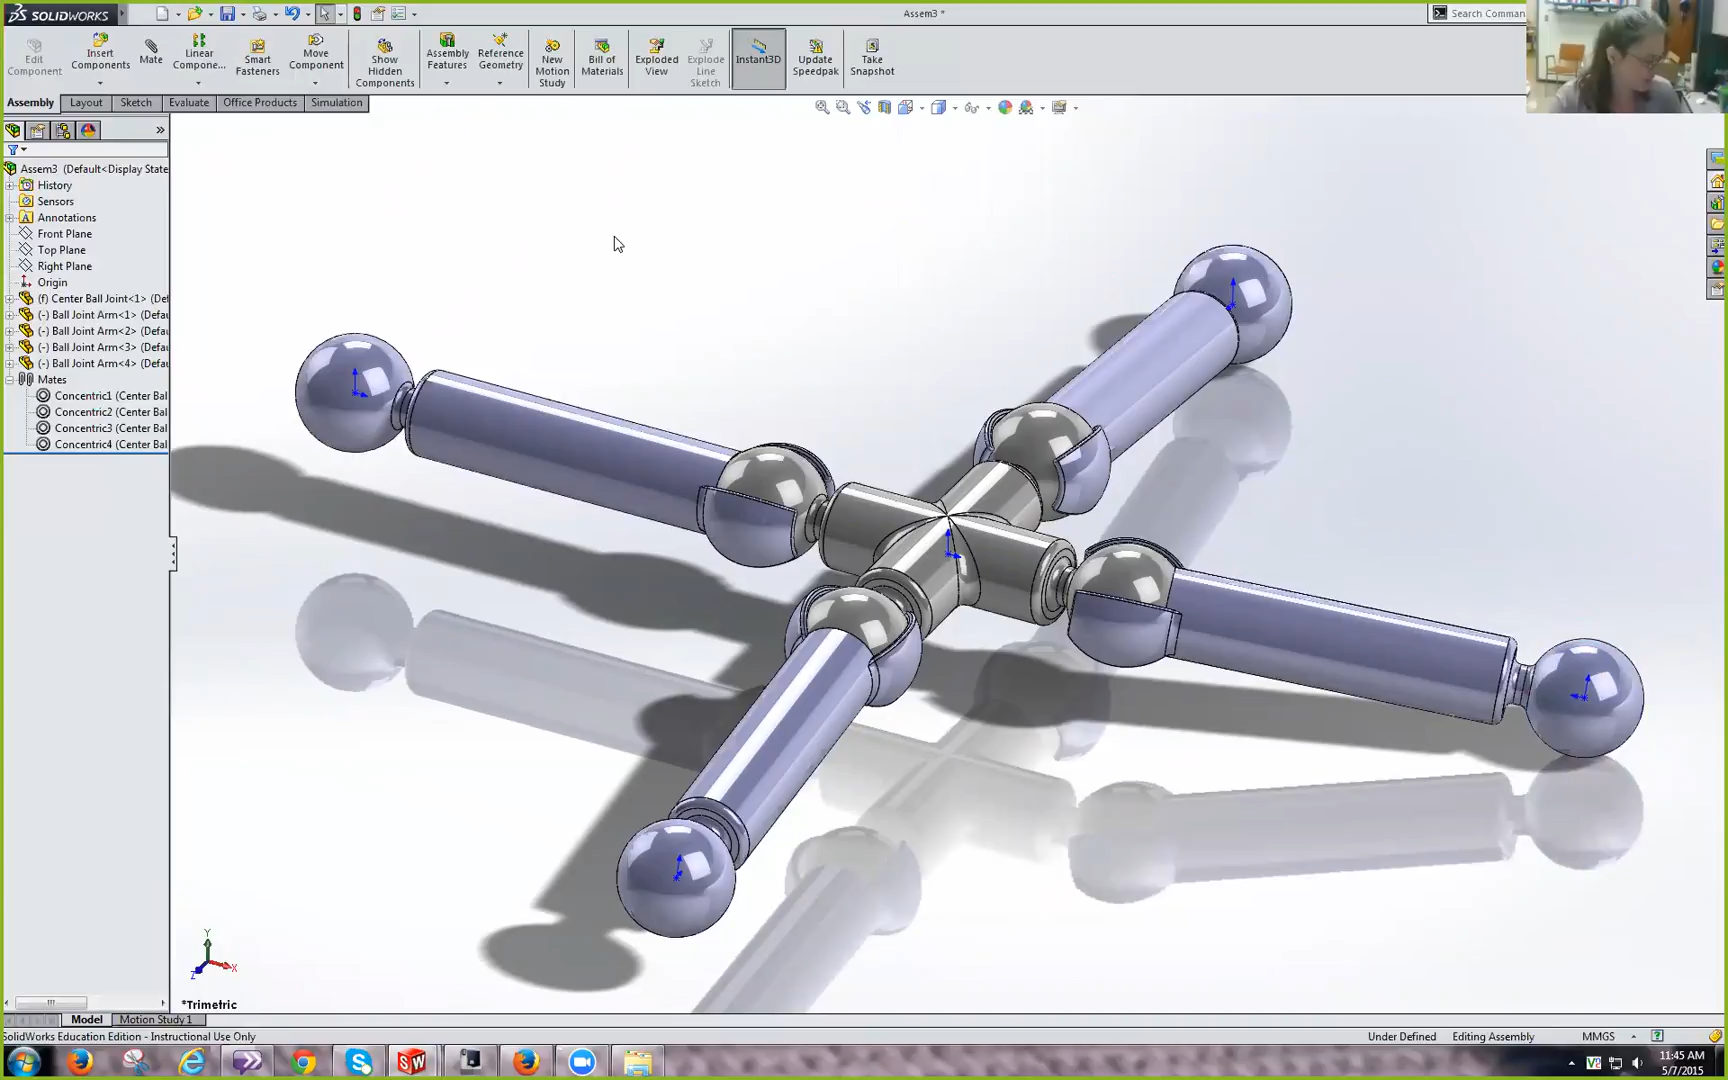 SOLIDWORKS
Assem3 *
Search Comman
Edit Component
Insert Components
Mate
Linear Compone...
Smart Fasteners
Move Component
Show Hidden Components
Assembly Features
Reference Geometry
New Motion Study
Bill of Materials
Exploded View
Explode Line Sketch
Instant3D
Update Speedpak
Take Snapshot
Assembly Layout Sketch Evaluate Office Products Simulation
Assem3 (Default<Display State
History
Sensors
Annotations
Front Plane
Top Plane
Right Plane
Origin
(f) Center Ball Joint<1> (Def
(-) Ball Joint Arm<1> (Defau
(-) Ball Joint Arm<2> (Defau
(-) Ball Joint Arm<3> (Defau
(-) Ball Joint Arm<4> (Defau
Mates
Concentric1 (Center Bal
Concentric2 (Center Bal
Concentric3 (Center Bal
Concentric4 (Center Bal
Y
Z X
*Trimetric
Model Motion Study 1
SolidWorks Education Edition - Instructional Use Only
Under Defined Editing Assembly MMGS
11:45 AM
5/7/2015